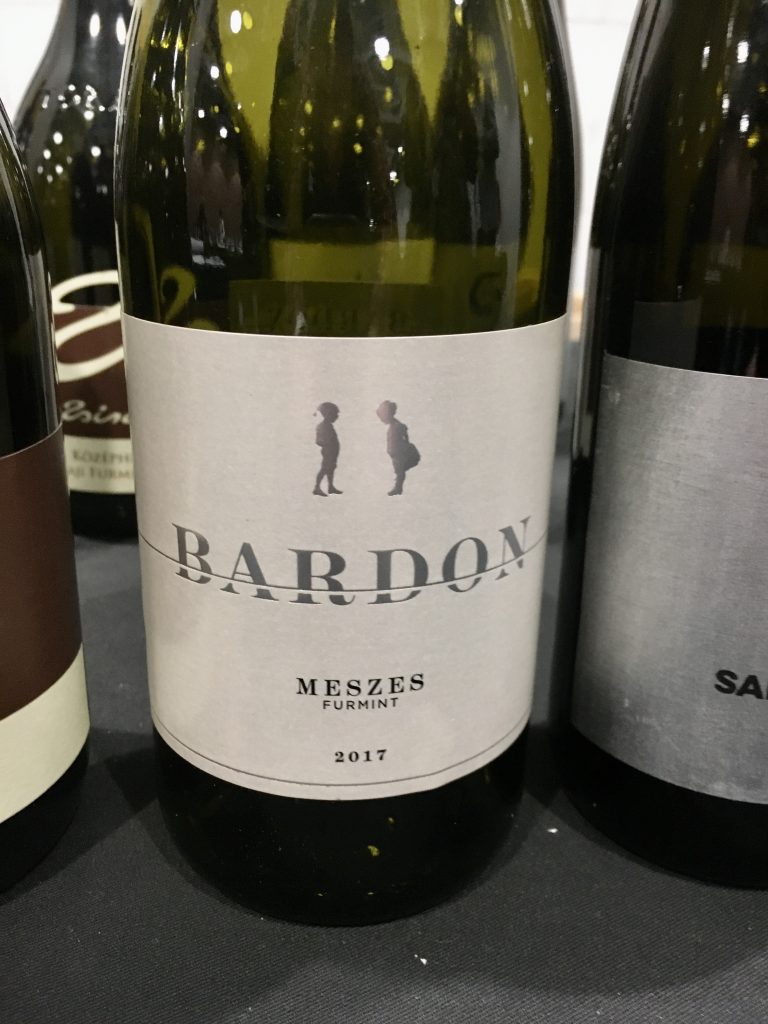 BARDON
MESZES
FURMINT
2017